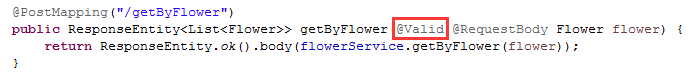 @PostMapping("/getByFlower")
public ResponseEntity<List<Flower>> getByFlower @Valid @RequestBody Flower flower) {
return ResponseEntity.ok().body(flowerService.getByFlower(flower));
}